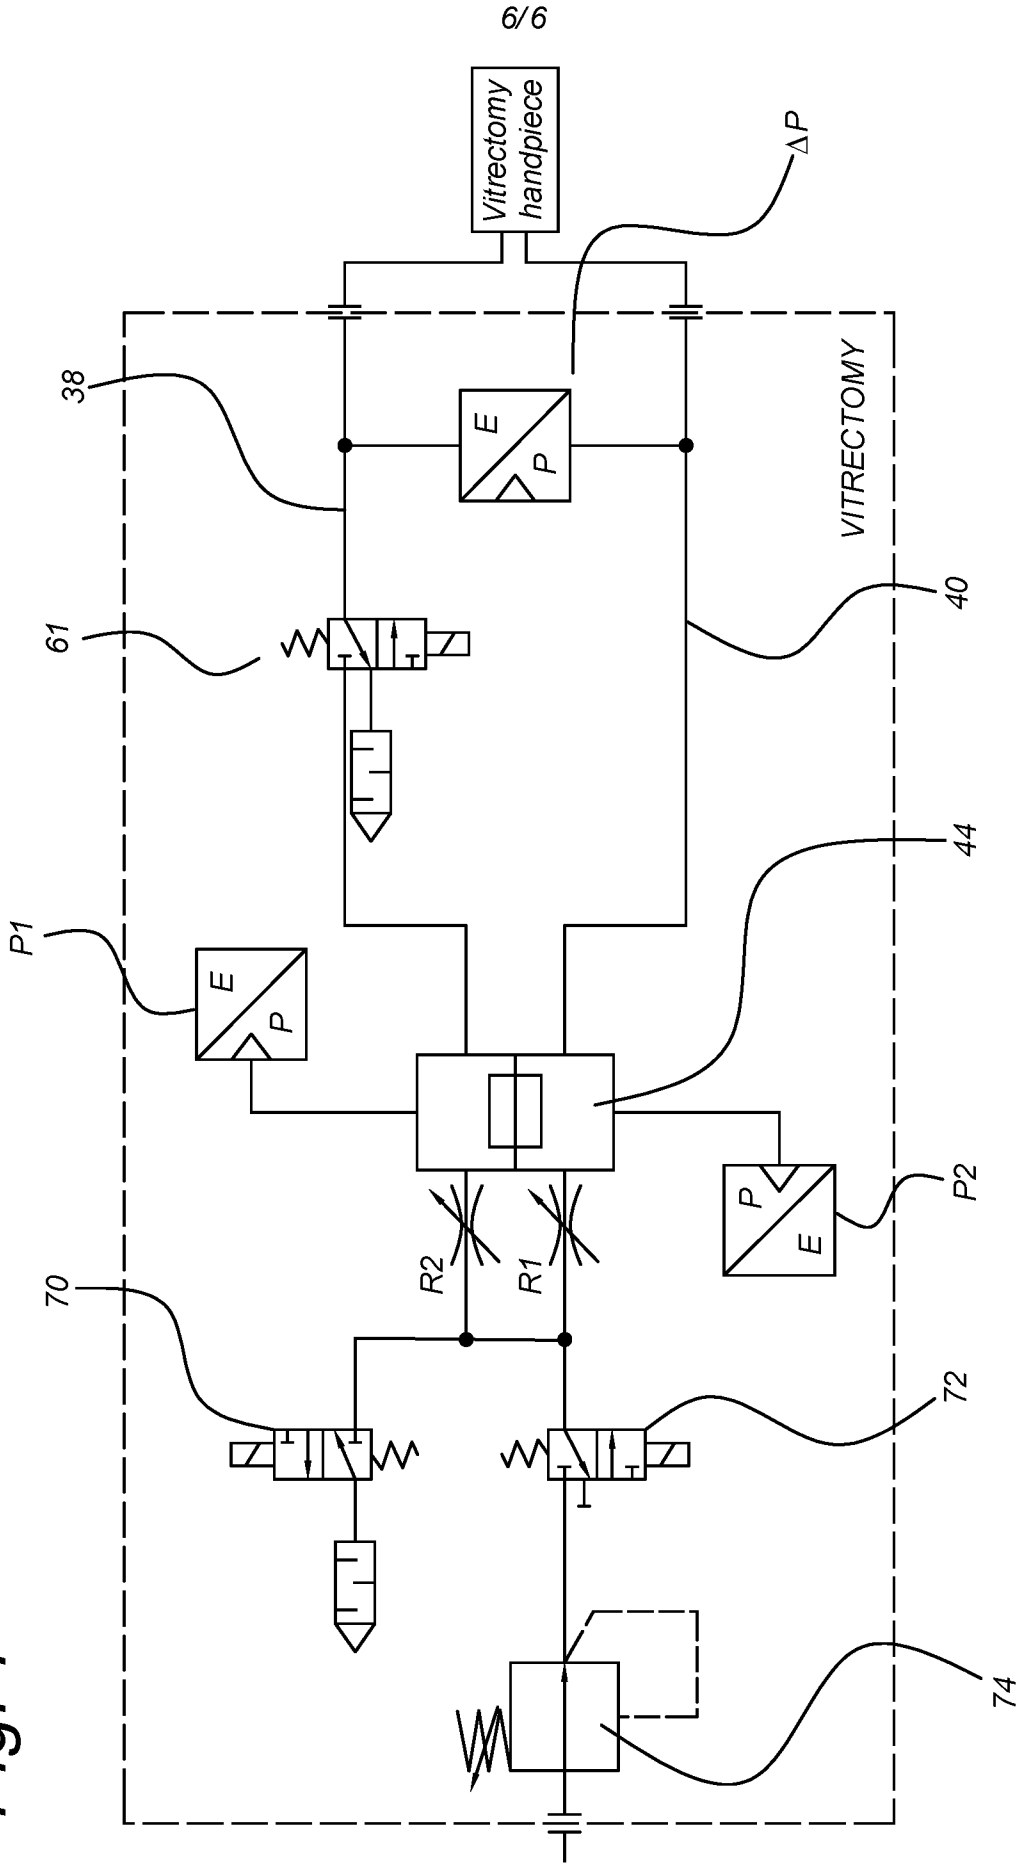 6/6
Vitrectomy
handpiece
ΔP
38
E
P
VITRECTOMY
61
40
P1
E
P
44
R2
R1
P
E
P2
70
72
74